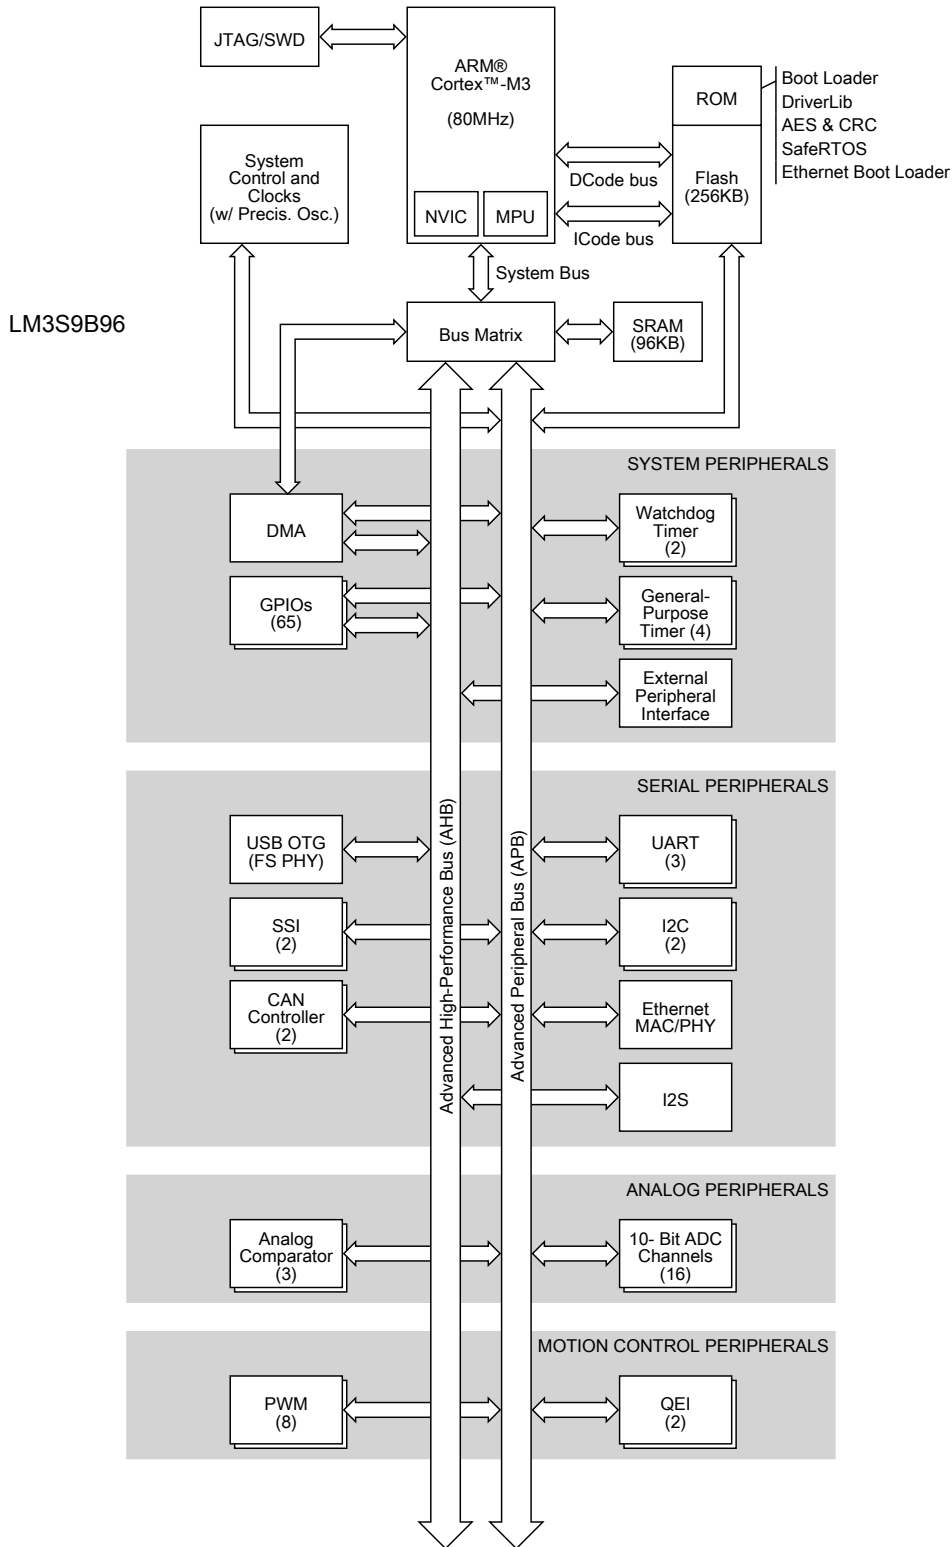 JTAG/SWD
ARM®
Cortex™-M3
(80MHz)
NVIC
MPU
ROM
Flash
(256KB)
Boot Loader
DriverLib
AES & CRC
SafeRTOS
Ethernet Boot Loader
DCode bus
ICode bus
System
Control and
Clocks
(w/ Precis. Osc.)
System Bus
LM3S9B96
Bus Matrix
SRAM
(96KB)
SYSTEM PERIPHERALS
DMA
Watchdog
Timer
(2)
GPIOs
(65)
General-
Purpose
Timer (4)
External
Peripheral
Interface
SERIAL PERIPHERALS
Advanced High-Performance Bus (AHB)
Advanced Peripheral Bus (APB)
USB OTG
(FS PHY)
UART
(3)
SSI
(2)
I2C
(2)
CAN
Controller
(2)
Ethernet
MAC/PHY
I2S
ANALOG PERIPHERALS
Analog
Comparator
(3)
10- Bit ADC
Channels
(16)
MOTION CONTROL PERIPHERALS
PWM
(8)
QEI
(2)